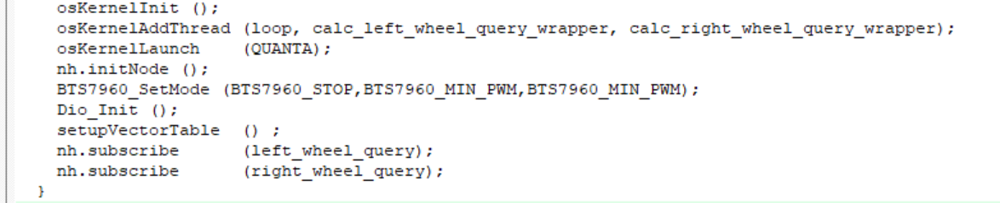 osKernelInit ();
osKernelAddThread (loop, calc_left_wheel_query_wrapper, calc_right_wheel_query_wrapper);
osKernelLaunch    (QUANTA);
nh.initNode ();
BTS7960_SetMode (BTS7960_STOP,BTS7960_MIN_PWM,BTS7960_MIN_PWM);
Dio_Init ();
setupVectorTable  () ;
nh.subscribe      (left_wheel_query);
nh.subscribe      (right_wheel_query);
}